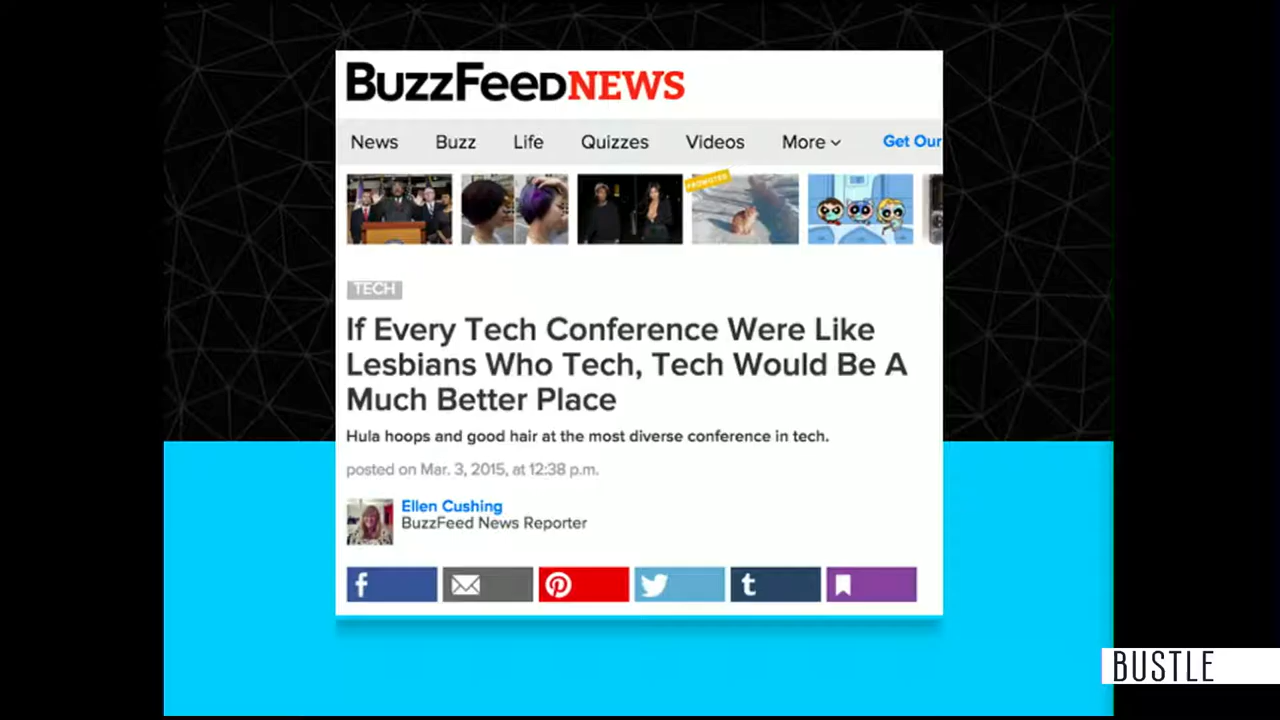 BuzzFeedNEWS
News Buzz Life Quizzes Videos More Get Our
PROMOTED
TECH
If Every Tech Conference Were Like
Lesbians Who Tech, Tech Would Be A
Much Better Place
Hula hoops and good hair at the most diverse conference in tech.
posted on Mar. 3, 2015, at 12:38 p.m.
Ellen Cushing
BuzzFeed News Reporter
BUSTLE